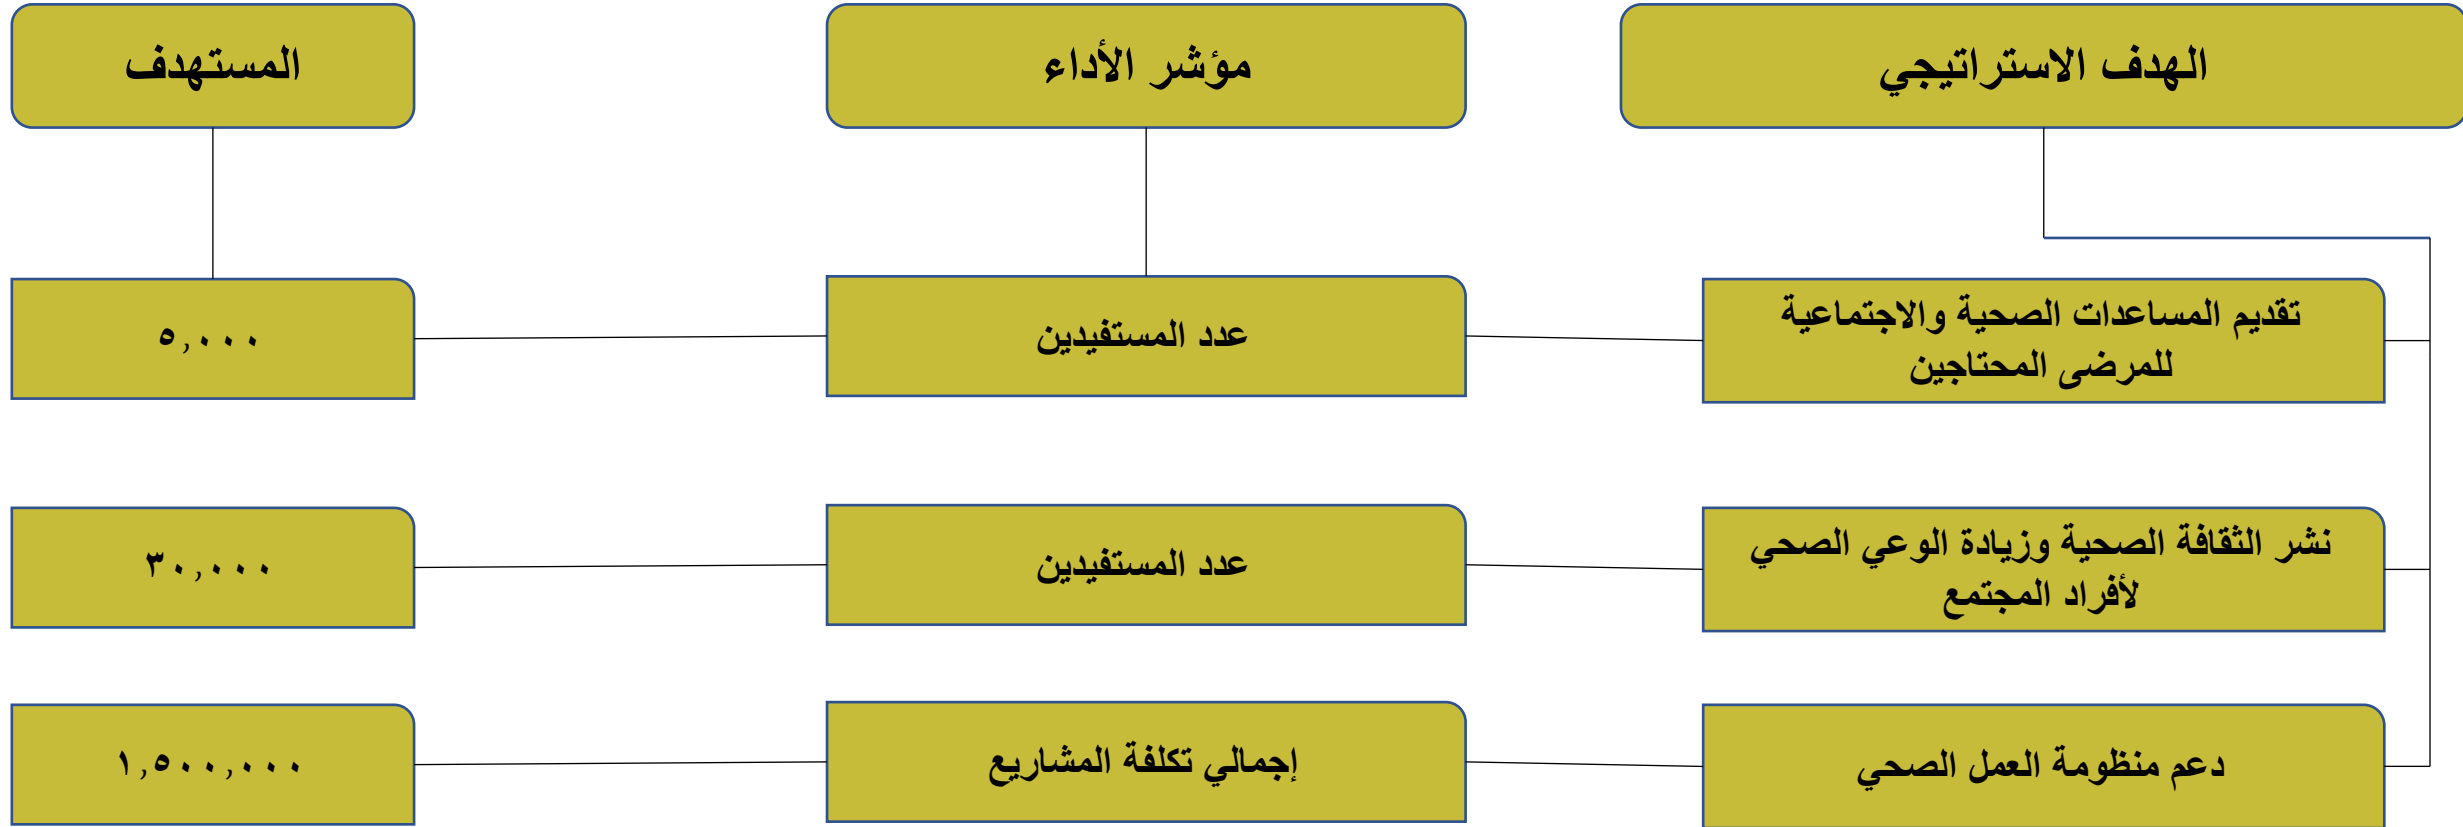 الهدف الاستراتيجي
مؤشر الأداء
المستهدف
تقديم المساعدات الصحية والاجتماعية
للمرضى المحتاجين
عدد المستفيدين
٥,٠٠٠
نشر الثقافة الصحية وزيادة الوعي الصحي
لأفراد المجتمع
عدد المستفيدين
٣٠,٠٠٠
دعم منظومة العمل الصحي
إجمالي تكلفة المشاريع
١,٥٠٠,٠٠٠